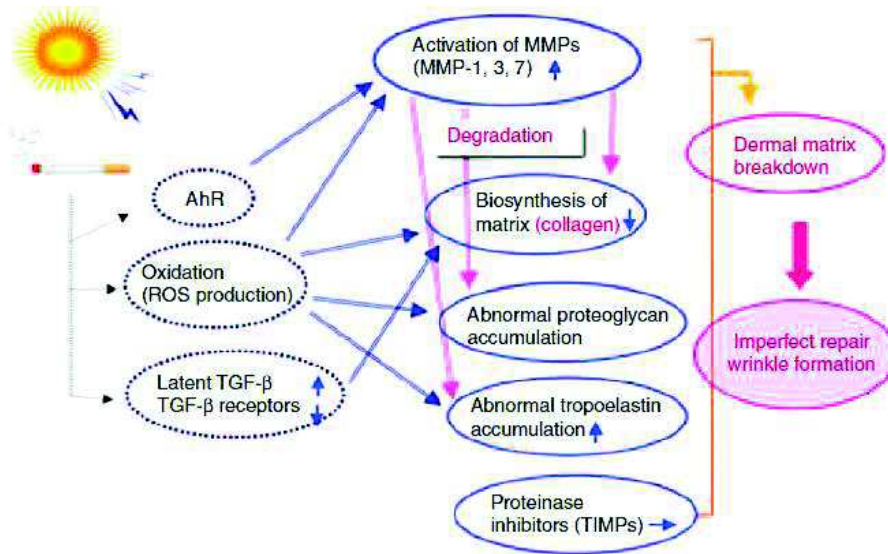 Activation of MMPs
(MMP-1, 3, 7)
Degradation
Dermal matrix
breakdown
AhR
Biosynthesis of
matrix (collagen)
Oxidation
(ROS production)
Abnormal proteoglycan
accumulation
Imperfect repair
wrinkle formation
Latent TGF-β
TGF-β receptors
Abnormal tropoelastin
accumulation
Proteinase
inhibitors (TIMPs)